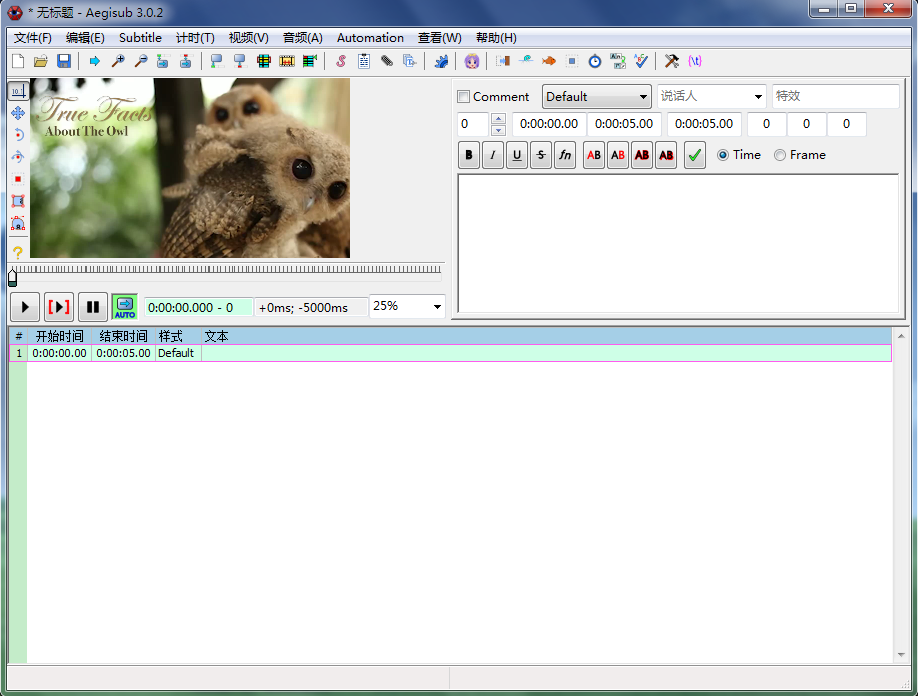 * 无标题 - Aegisub 3.0.2
文件(F) 编辑(E) Subtitle 计时(T) 视频(V) 音频(A) Automation 查看(W) 帮助(H)
True Facts
About The Owl
Comment Default 说话人 特效
0 0:00:00.00 0:00:05.00 0:00:05.00 0 0 0
B I U S fn AB AB AB AB Time Frame
AUTO 0:00:00.000 - 0 +0ms; -5000ms 25%
# 开始时间 结束时间 样式 文本
1 0:00:00.00 0:00:05.00 Default